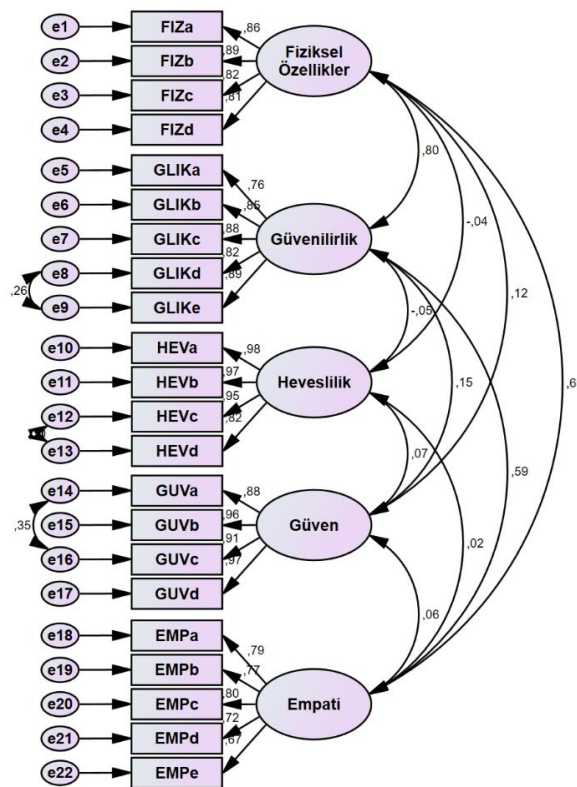 e1 FIZa ,86
Fiziksel
Özellikler
e2 FIZb ,89
e3 FIZc ,82
e4 FIZd ,81
,80
e5 GLIKa ,76
e6 GLIKb ,85
e7 GLIKc ,88 Güvenilirlik
e8 GLIKd ,82
e9 GLIKe ,89
,26
-,04
,12
,6
-,05
,15
,59
e10 HEVa ,98
e11 HEVb ,97 Heveslilik
e12 HEVc ,95
e13 HEVd ,82
,07
,02
e14 GUVa ,88
e15 GUVb ,96 Güven
,35
e16 GUVc ,91
e17 GUVd ,97
,06
e18 EMPa ,79
e19 EMPb ,77
e20 EMPc ,80 Empati
e21 EMPd ,72
e22 EMPe ,67